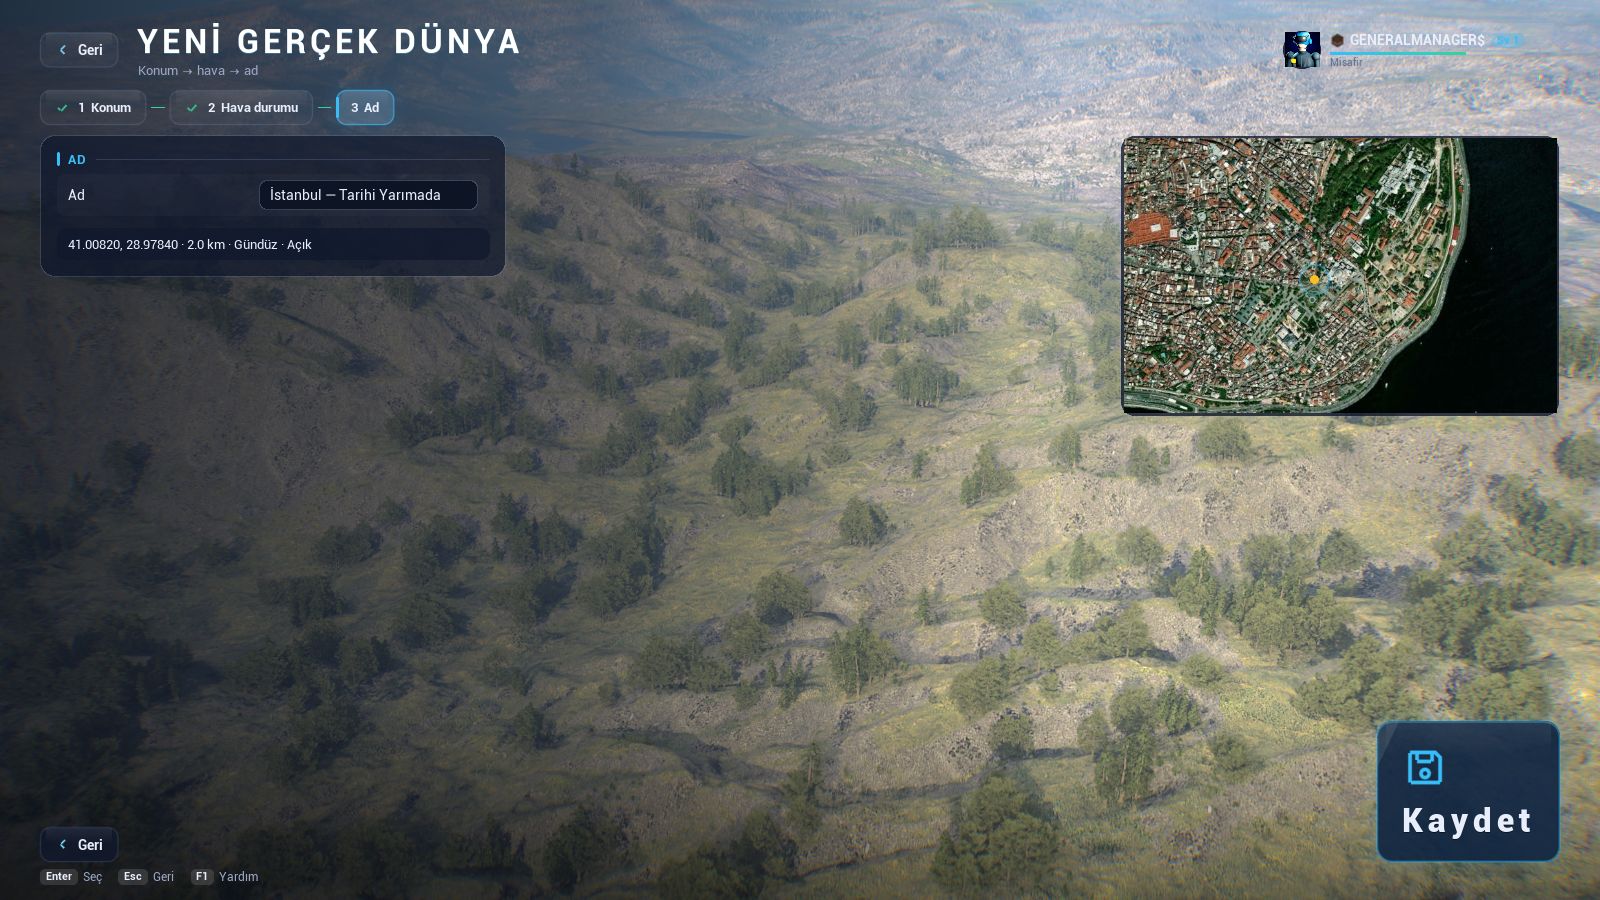 Geri
YENİ GERÇEK DÜNYA
Konum → hava → ad
GENERALMANAGER$
Misafir
1 Konum
2 Hava durumu
3 Ad
AD
Ad
İstanbul — Tarihi Yarımada
41.00820, 28.97840 · 2.0 km · Gündüz · Açık
Kaydet
Geri
Enter Seç Esc Geri F1 Yardım